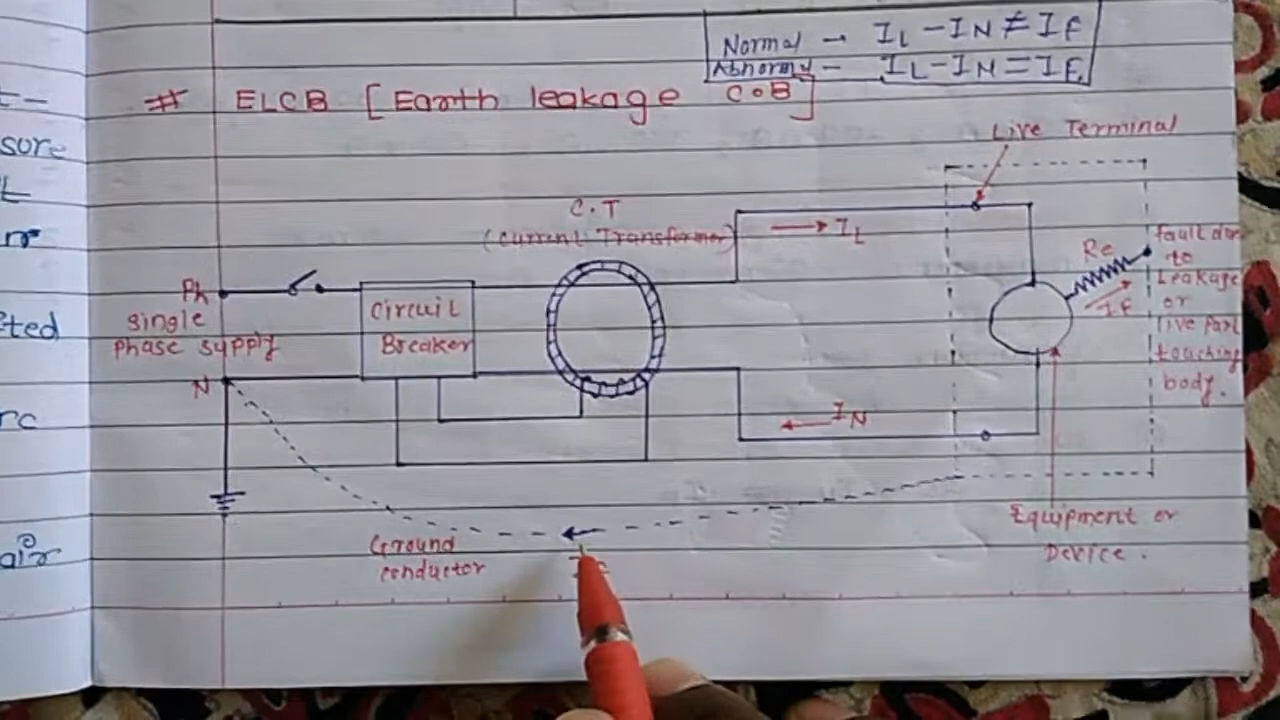 Normal → IL - IN ≠ IF
Abnormal - IL - IN = IF
# ELCB [Earth leakage C∘B]
Live Terminal
C.T
(Current Transformer)
→ IL
Ph
single
phase supply
N
Circuit
Breaker
Re
IF
fault due
to
Leakage
or
live part
touching
body.
← IN
Ground
conductor
Equipment or
Device.
sure
ted
rc
air